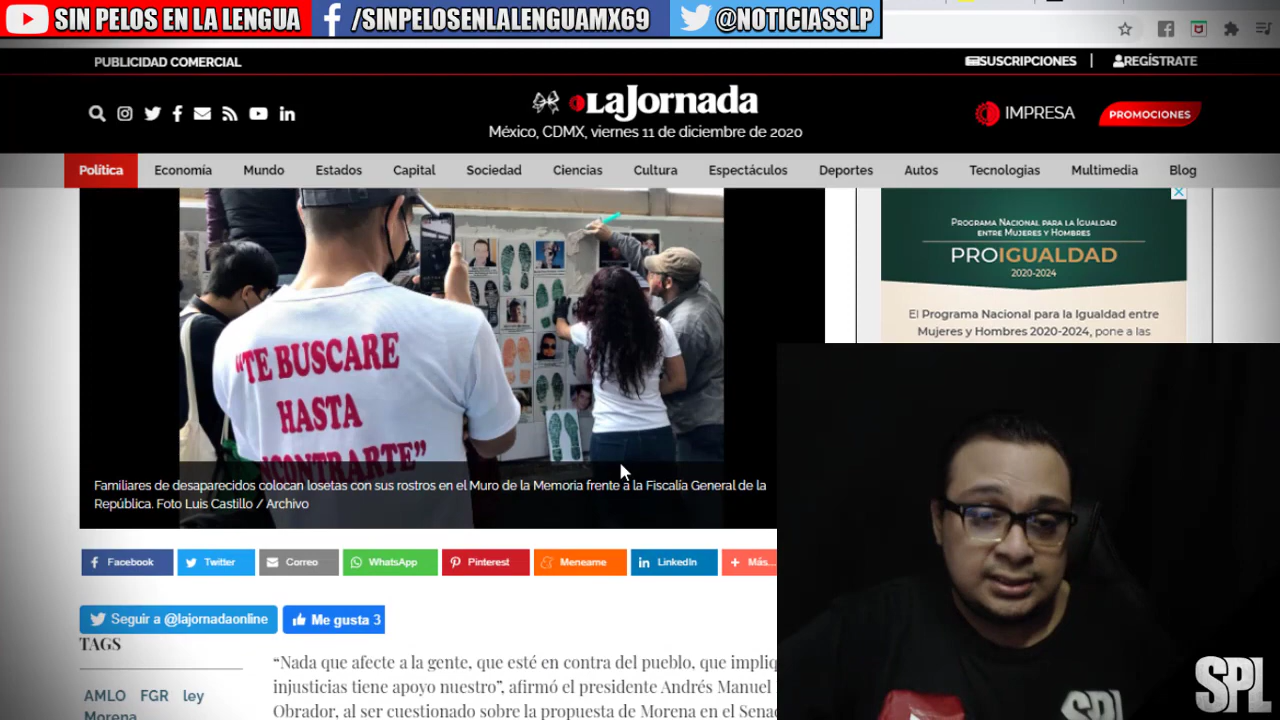 SIN PELOS EN LA LENGUA
/SINPELOSENLALENGUAMX69
@NOTICIASSLP
PUBLICIDAD COMERCIAL
SUSCRIPCIONES | REGÍSTRATE
LaJornada
México, CDMX, viernes 11 de diciembre de 2020
IMPRESA
PROMOCIONES
Política Economía Mundo Estados Capital Sociedad Ciencias Cultura Espectáculos Deportes Autos Tecnologías Multimedia Blog
"TE BUSCARE
HASTA
ENCONTRARTE"
PROGRAMA NACIONAL PARA LA IGUALDAD
ENTRE MUJERES Y HOMBRES
PROIGUALDAD
2020-2024
El Programa Nacional para la Igualdad entre
Mujeres y Hombres 2020-2024, pone a las
Familiares de desaparecidos colocan losetas con sus rostros en el Muro de la Memoria frente a la Fiscalía General de la
República. Foto Luis Castillo / Archivo
Facebook Twitter Correo WhatsApp Pinterest Meneame LinkedIn Más...
Seguir a @lajornadaonline Me gusta 3
TAGS
AMLO FGR ley
Morena
“Nada que afecte a la gente, que esté en contra del pueblo, que impliq
injusticias tiene apoyo nuestro”, afirmó el presidente Andrés Manuel
Obrador, al ser cuestionado sobre la propuesta de Morena en el Sena
SPL
SPL